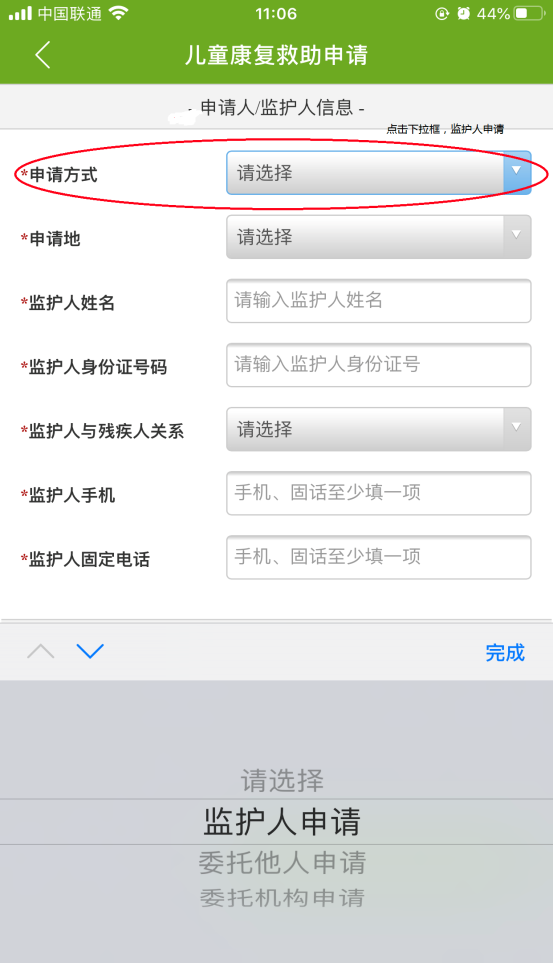 中国联通 11:06 44%
儿童康复救助申请
- 申请人/监护人信息 -
点击下拉框，监护人申请
*申请方式 请选择
*申请地 请选择
*监护人姓名 请输入监护人姓名
*监护人身份证号码 请输入监护人身份证号
*监护人与残疾人关系 请选择
*监护人手机 手机、固话至少填一项
*监护人固定电话 手机、固话至少填一项
完成
请选择
监护人申请
委托他人申请
委托机构申请